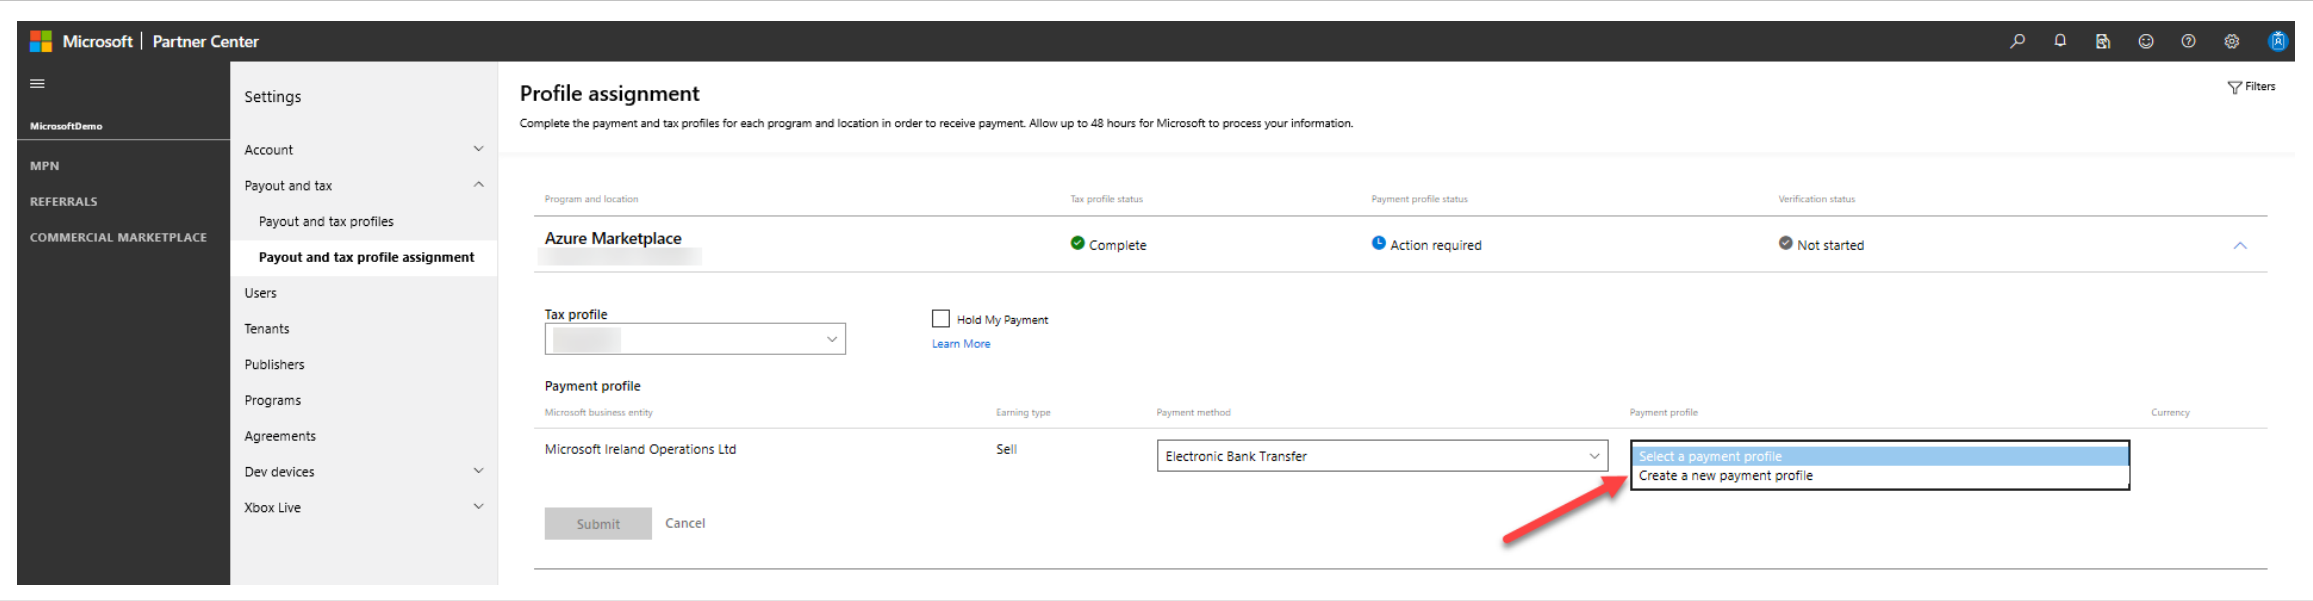 Microsoft | Partner Center
MicrosoftDemo
MPN
REFERRALS
COMMERCIAL MARKETPLACE
Settings
Account
Payout and tax
Payout and tax profiles
Payout and tax profile assignment
Users
Tenants
Publishers
Programs
Agreements
Dev devices
Xbox Live
Profile assignment
Filters
Complete the payment and tax profiles for each program and location in order to receive payment. Allow up to 48 hours for Microsoft to process your information.
Program and location Tax profile status Payment profile status Verification status
Azure Marketplace Complete Action required Not started
Tax profile
Hold My Payment
Learn More
Payment profile
Microsoft business entity Earning type Payment method Payment profile Currency
Microsoft Ireland Operations Ltd Sell Electronic Bank Transfer Select a payment profile
Create a new payment profile
Submit Cancel